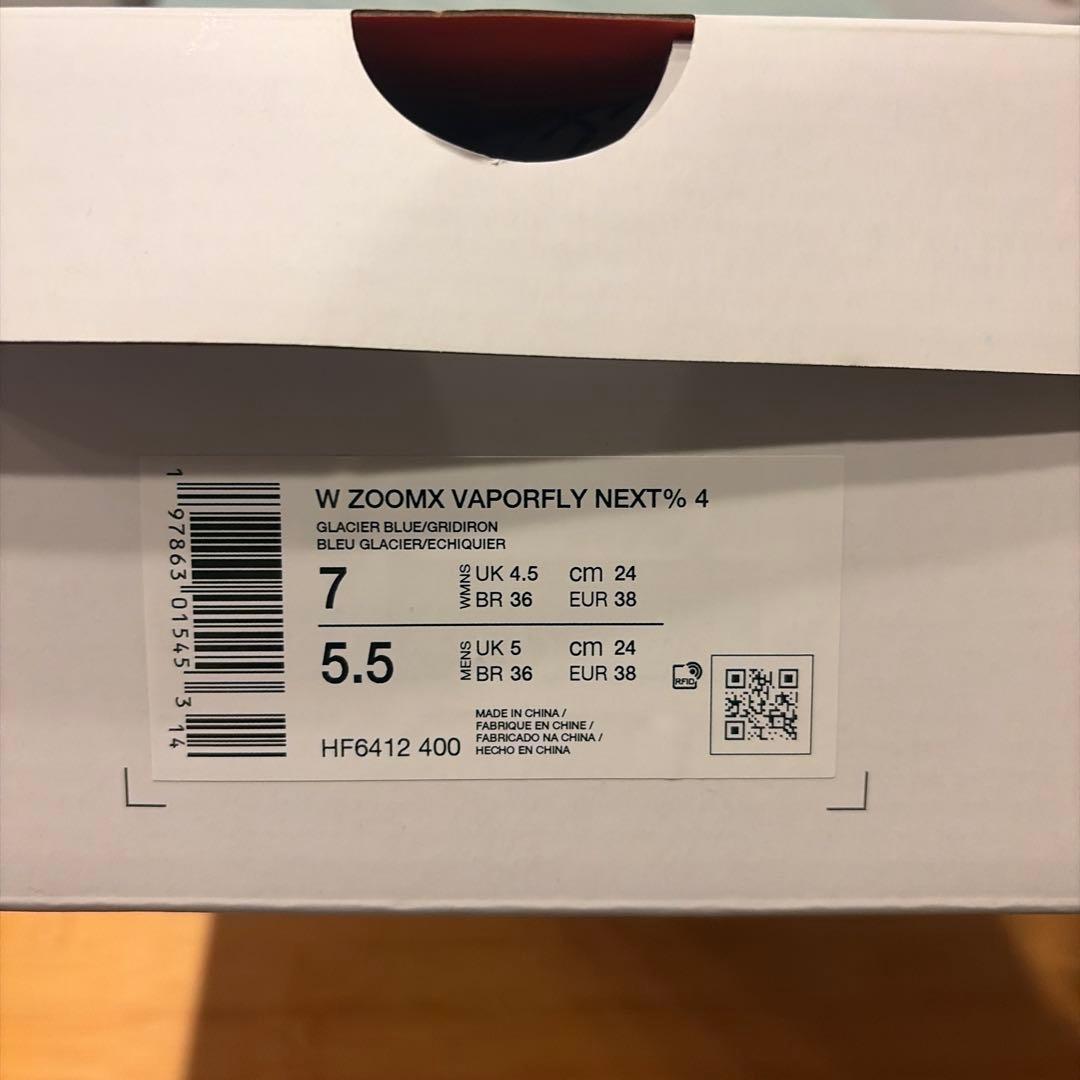 W ZOOMX VAPORFLY NEXT% 4
GLACIER BLUE/GRIDIRON
BLEU GLACIER/ECHIQUIER
7 WMNS UK 4.5 cm 24
BR 36 EUR 38
5.5 MENS UK 5 cm 24
BR 36 EUR 38
RFID
HF6412 400
MADE IN CHINA /
FABRIQUE EN CHINE /
FABRICADO NA CHINA /
HECHO EN CHINA
1 97863 01545 3 14